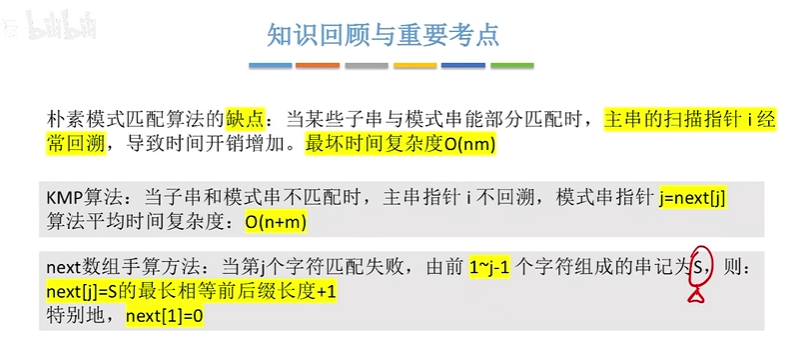 bilibili
知识回顾与重要考点
朴素模式匹配算法的缺点：当某些子串与模式串能部分匹配时，主串的扫描指针 i 经
常回溯，导致时间开销增加。最坏时间复杂度O(nm)
KMP算法：当子串和模式串不匹配时，主串指针 i 不回溯，模式串指针 j=next[j]
算法平均时间复杂度：O(n+m)
next数组手算方法：当第j个字符匹配失败，由前 1~j-1 个字符组成的串记为S，则：
next[j]=S的最长相等前后缀长度+1
特别地，next[1]=0